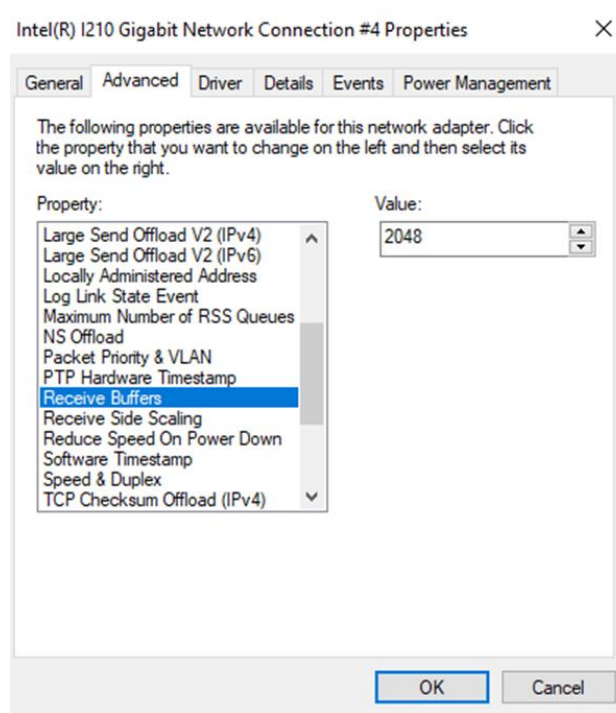 Intel(R) I210 Gigabit Network Connection #4 Properties
General Advanced Driver Details Events Power Management
The following properties are available for this network adapter. Click
the property that you want to change on the left and then select its
value on the right.
Property:
Large Send Offload V2 (IPv4)
Large Send Offload V2 (IPv6)
Locally Administered Address
Log Link State Event
Maximum Number of RSS Queues
NS Offload
Packet Priority & VLAN
PTP Hardware Timestamp
Receive Buffers
Receive Side Scaling
Reduce Speed On Power Down
Software Timestamp
Speed & Duplex
TCP Checksum Offload (IPv4)
Value:
2048
OK Cancel